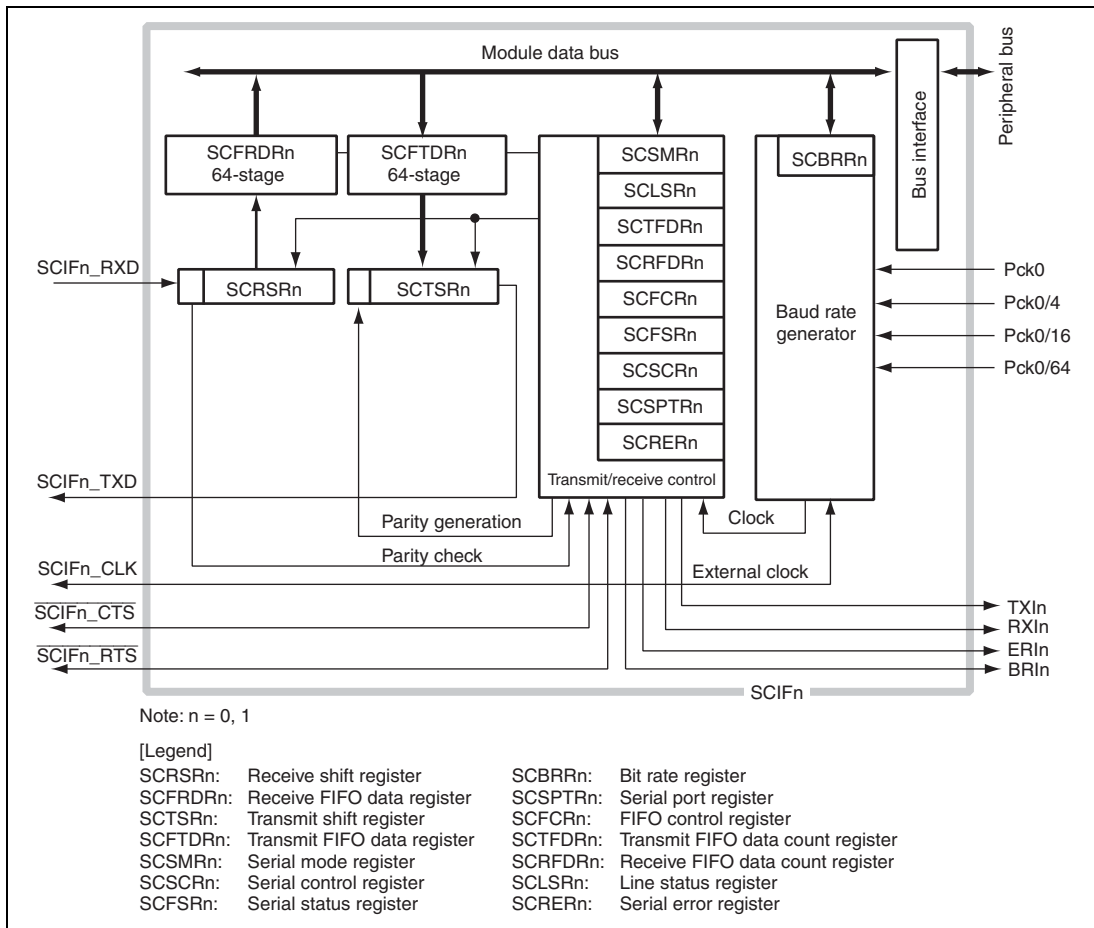 Module data bus
Peripheral bus
Bus interface
SCFRDRn
64-stage
SCFTDRn
64-stage
SCSMRn
SCLSRn
SCTFDRn
SCRFDRn
SCFCRn
SCFSRn
SCSCRn
SCSPTRn
SCRERn
Transmit/receive control
SCBRRn
Baud rate
generator
SCIFn_RXD
SCRSRn
SCTSRn
Pck0
Pck0/4
Pck0/16
Pck0/64
SCIFn_TXD
Parity generation
Parity check
Clock
External clock
SCIFn_CLK
SCIFn_CTS
SCIFn_RTS
TXIn
RXIn
ERIn
BRIn
SCIFn
Note: n = 0, 1
[Legend]
SCRSRn: Receive shift register
SCFRDRn: Receive FIFO data register
SCTSRn: Transmit shift register
SCFTDRn: Transmit FIFO data register
SCSMRn: Serial mode register
SCSCRn: Serial control register
SCFSRn: Serial status register
SCBRRn: Bit rate register
SCSPTRn: Serial port register
SCFCRn: FIFO control register
SCTFDRn: Transmit FIFO data count register
SCRFDRn: Receive FIFO data count register
SCLSRn: Line status register
SCRERn: Serial error register